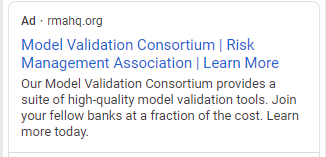 Ad · rmahq.org
Model Validation Consortium | Risk
Management Association | Learn More
Our Model Validation Consortium provides a
suite of high-quality model validation tools. Join
your fellow banks at a fraction of the cost. Learn
more today.